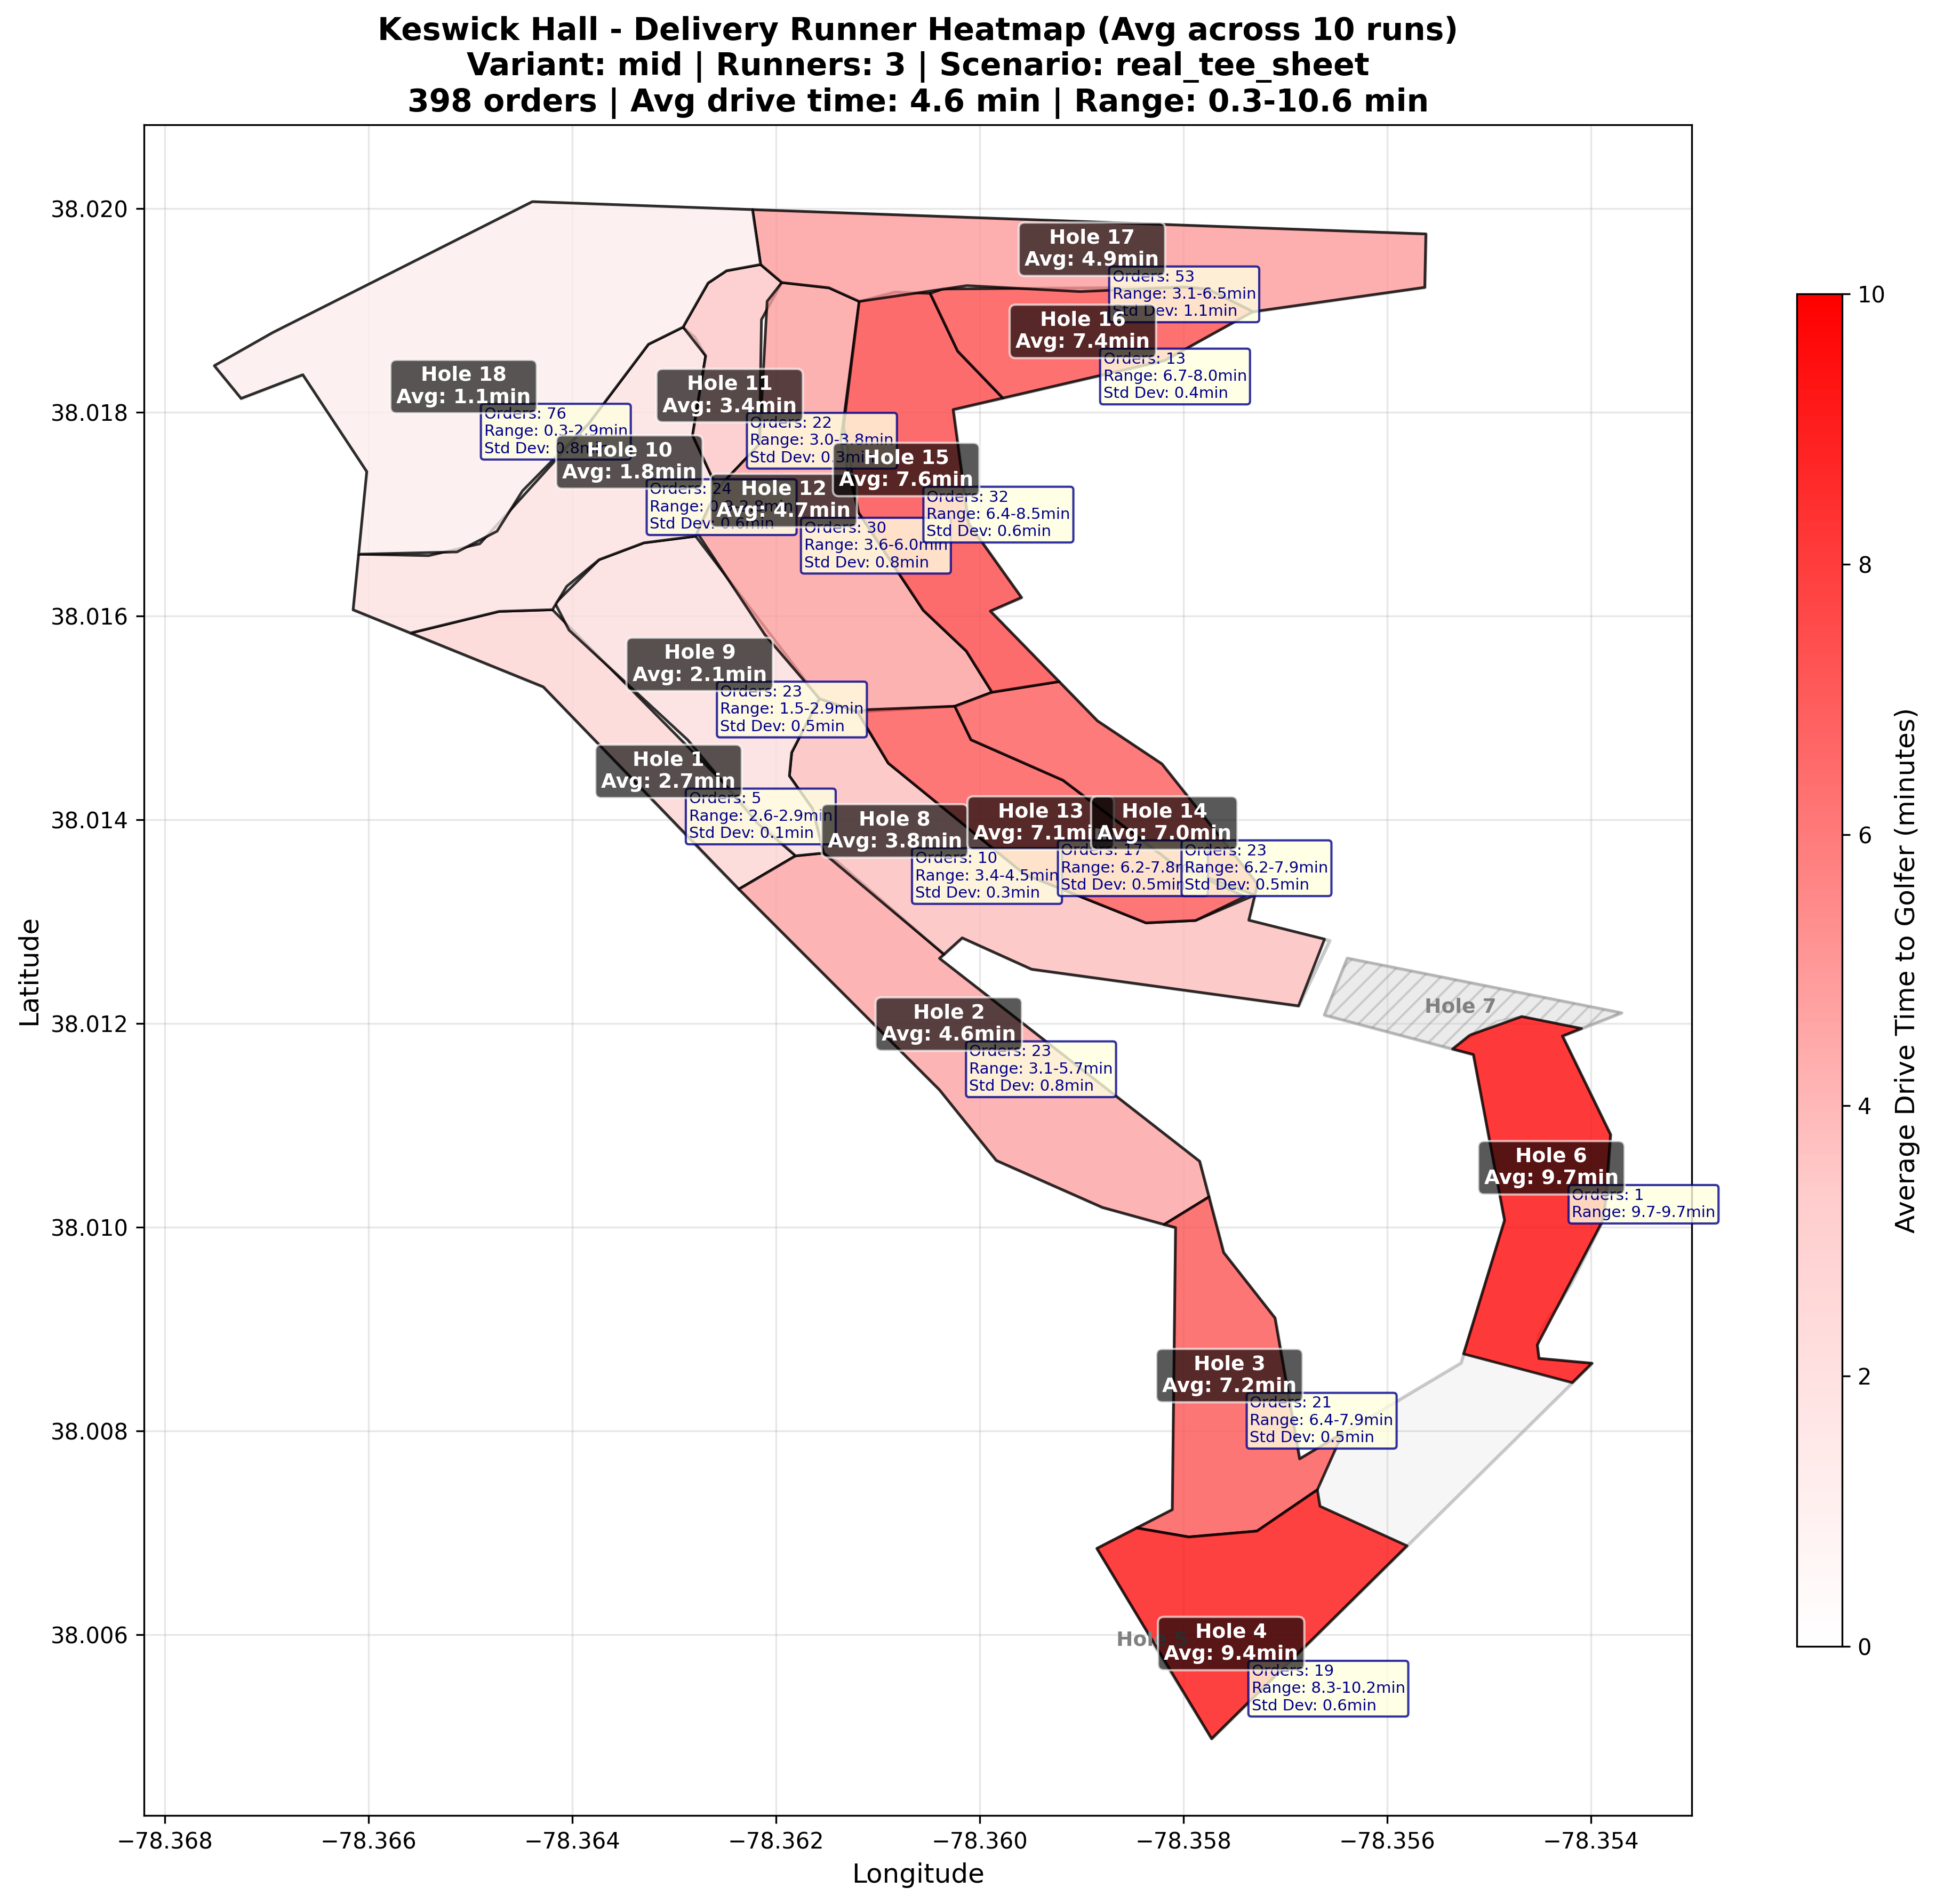 Keswick Hall - Delivery Runner Heatmap (Avg across 10 runs)
Variant: mid | Runners: 3 | Scenario: real_tee_sheet
398 orders | Avg drive time: 4.6 min | Range: 0.3-10.6 min
Hole 17
Avg: 4.9min
Orders: 53
Range: 3.1-6.5min
Std Dev: 1.1min
Hole 16
Avg: 7.4min
Orders: 13
Range: 6.7-8.0min
Std Dev: 0.4min
Hole 18
Avg: 1.1min
Orders: 76
Range: 0.3-2.9min
Std Dev: 0.8min
Hole 11
Avg: 3.4min
Orders: 22
Range: 3.0-3.8min
Std Dev: 0.3min
Hole 10
Avg: 1.8min
Orders: 24
Range:
Std Dev: 0.6min
Hole 15
Avg: 7.6min
Orders: 32
Range: 6.4-8.5min
Std Dev: 0.6min
Hole 12
Avg: 4.7min
Orders: 30
Range: 3.6-6.0min
Std Dev: 0.8min
Hole 9
Avg: 2.1min
Orders: 23
Range: 1.5-2.9min
Std Dev: 0.5min
Hole 1
Avg: 2.7min
Orders: 5
Range: 2.6-2.9min
Std Dev: 0.1min
Hole 8
Avg: 3.8min
Orders: 10
Range: 3.4-4.5min
Std Dev: 0.3min
Hole 13
Avg: 7.1min
Orders: 17
Range: 6.2-7.8m
Std Dev: 0.5min
Hole 14
Avg: 7.0min
Orders: 23
Range: 6.2-7.9min
Std Dev: 0.5min
Hole 7
Hole 2
Avg: 4.6min
Orders: 23
Range: 3.1-5.7min
Std Dev: 0.8min
Hole 6
Avg: 9.7min
Orders: 1
Range: 9.7-9.7min
Hole 3
Avg: 7.2min
Orders: 21
Range: 6.4-7.9min
Std Dev: 0.5min
Hole 5
Hole 4
Avg: 9.4min
Orders: 19
Range: 8.3-10.2min
Std Dev: 0.6min
38.020
38.018
38.016
38.014
38.012
38.010
38.008
38.006
Latitude
−78.368
−78.366
−78.364
−78.362
−78.360
−78.358
−78.356
−78.354
Longitude
10
8
6
4
2
0
Average Drive Time to Golfer (minutes)